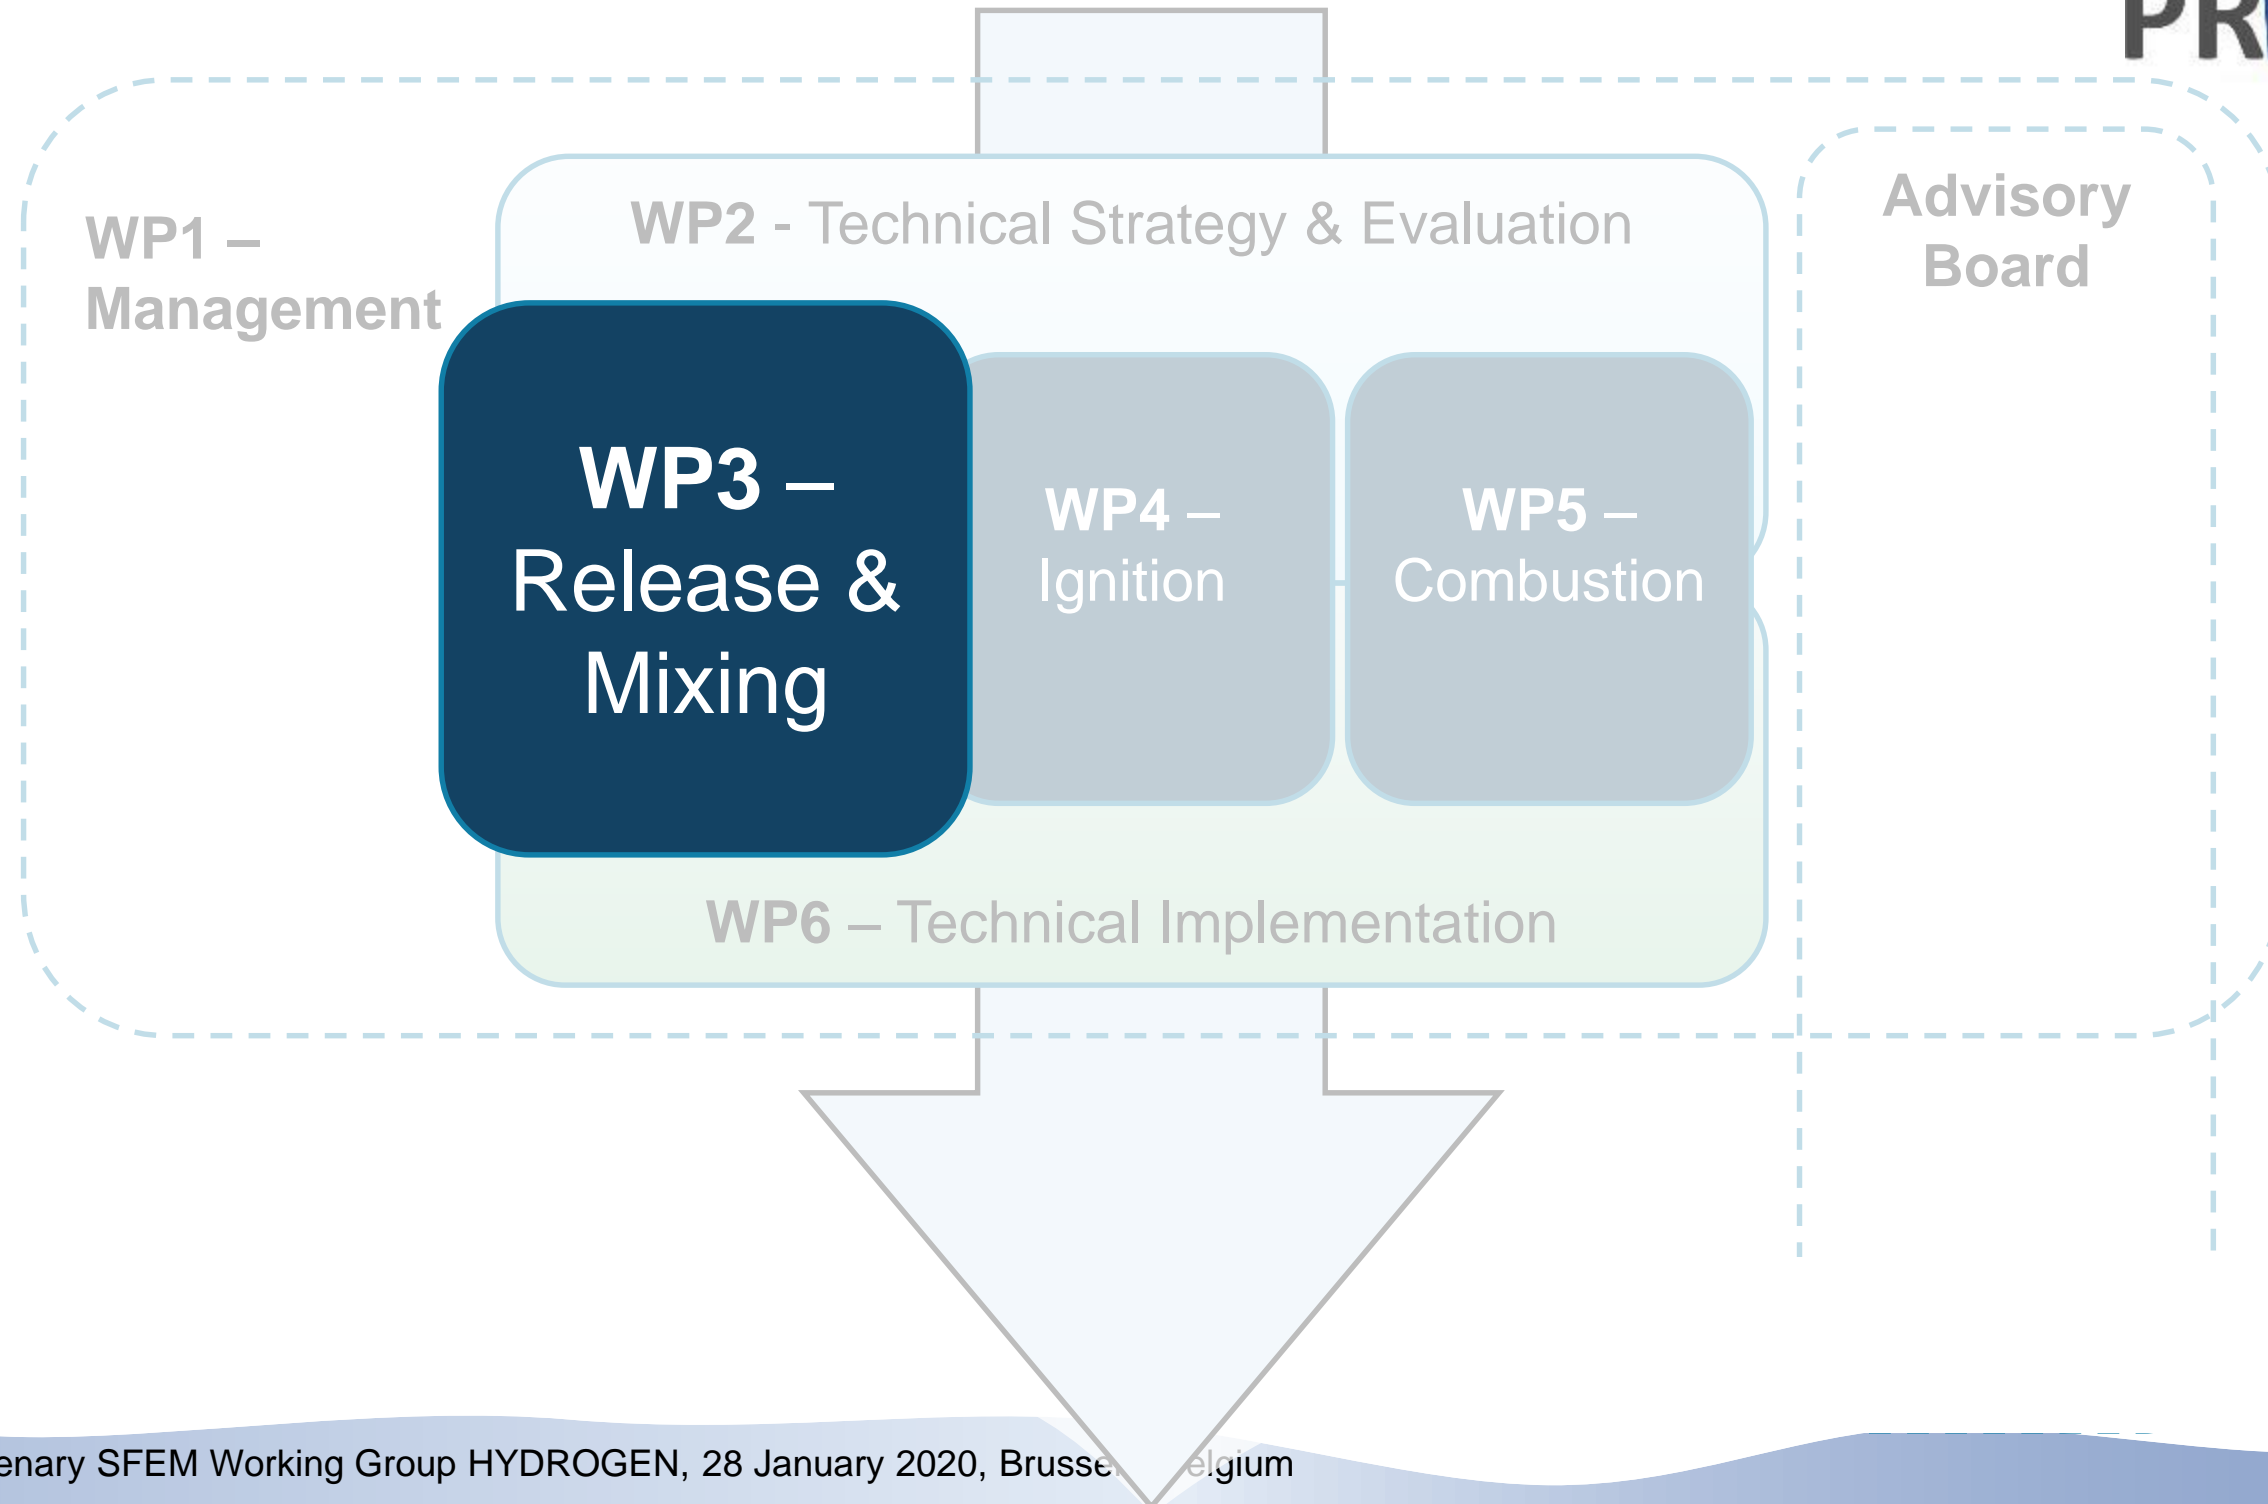 WP1 –
Management
WP2 - Technical Strategy & Evaluation
Advisory
Board
WP3 –
Release &
Mixing
WP4 –
Ignition
WP5 –
Combustion
WP6 – Technical Implementation
SFEM Working Group HYDROGEN, 28 January 2020,